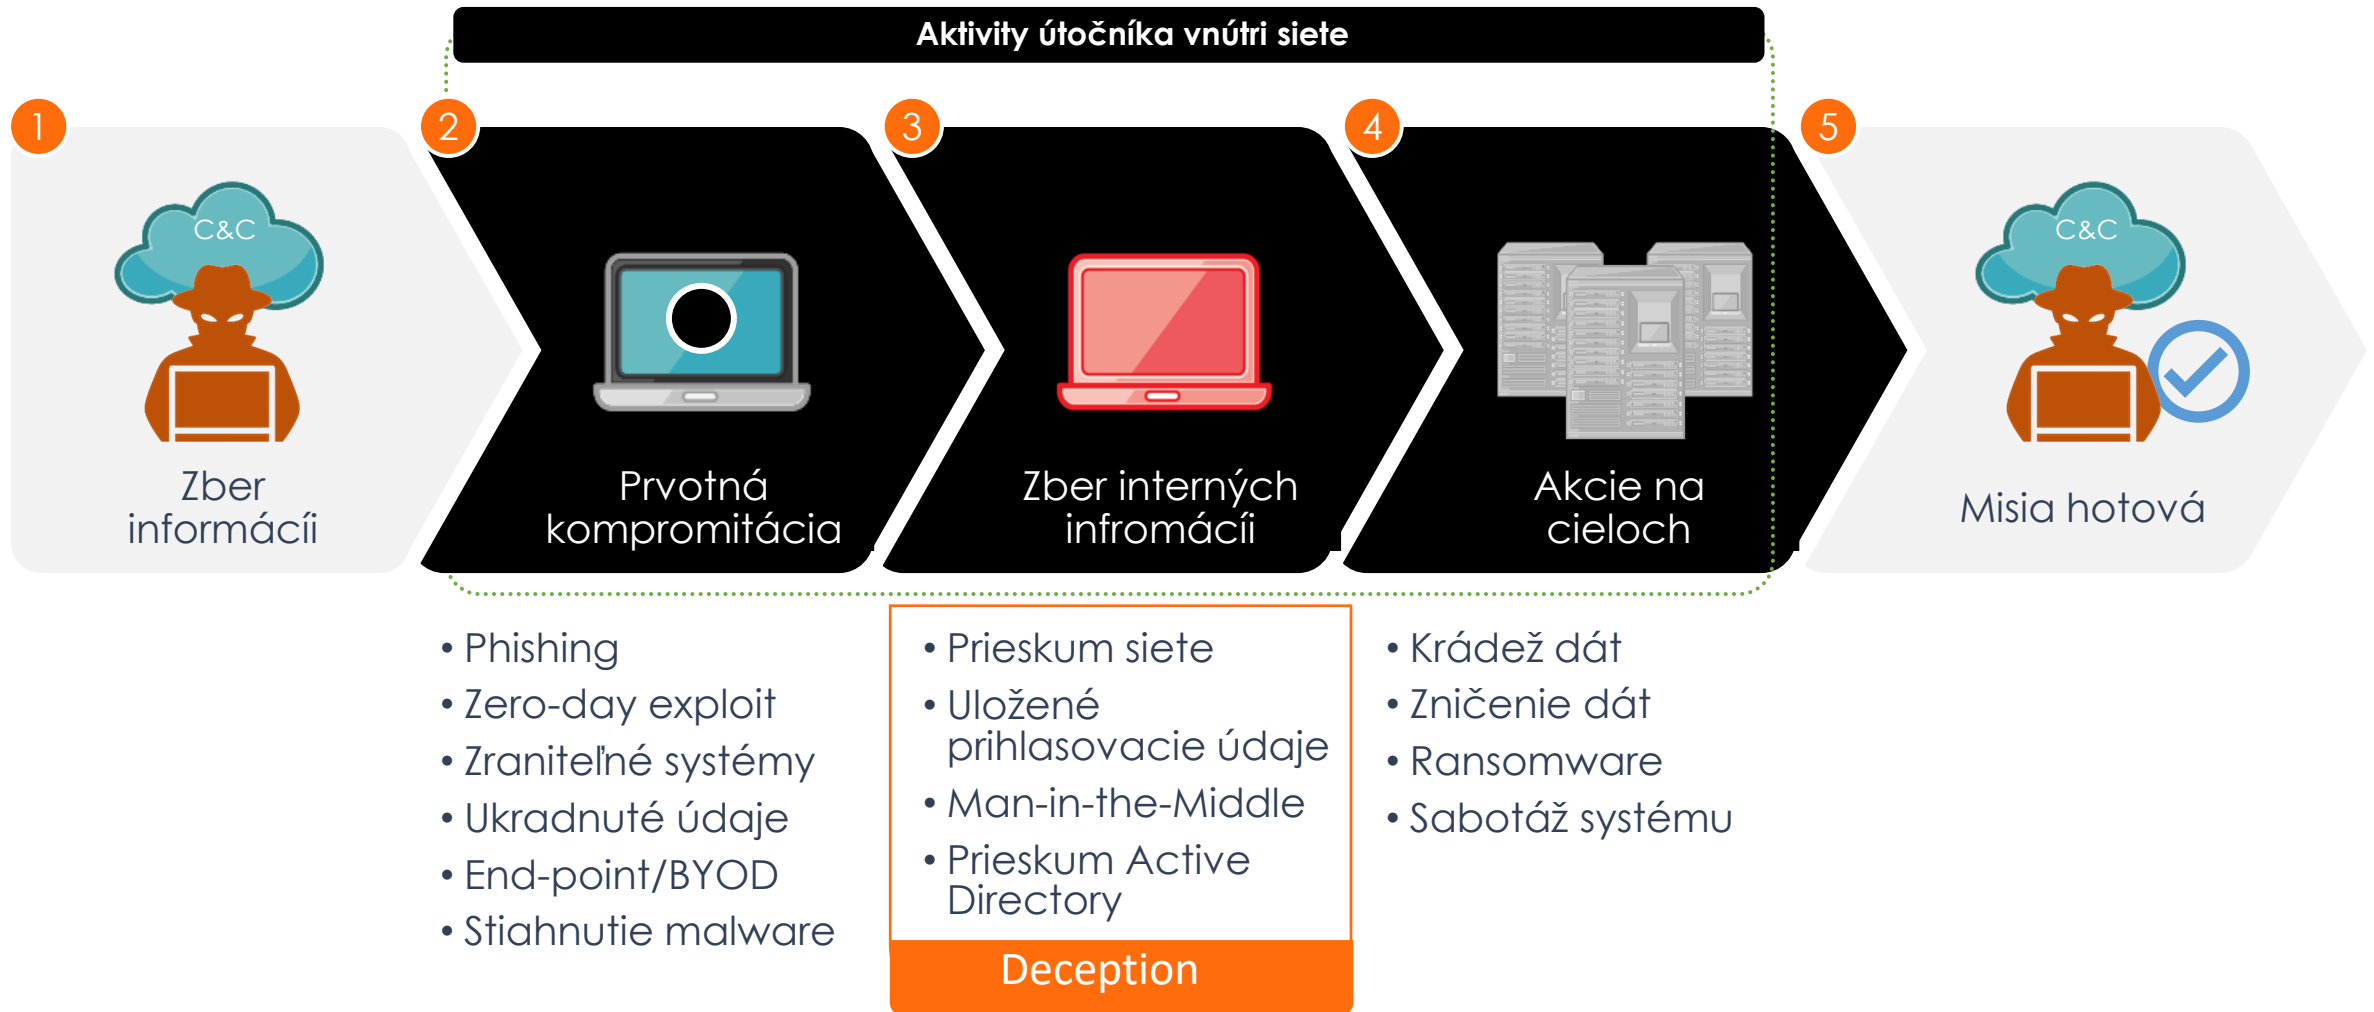 Aktivity útočníka vnútri siete
1
2
3
4
5
C&C
C&C
Zber
informácíi
Prvotná
kompromitácia
Zber interných
infromácíi
Akcie na
cieloch
Misia hotová
• Phishing
• Zero-day exploit
• Zraniteľné systémy
• Ukradnuté údaje
• End-point/BYOD
• Stiahnutie malware
• Prieskum siete
• Uložené
prihlasovacie údaje
• Man-in-the-Middle
• Prieskum Active
Directory
Deception
• Krádež dát
• Zničenie dát
• Ransomware
• Sabotáž systému